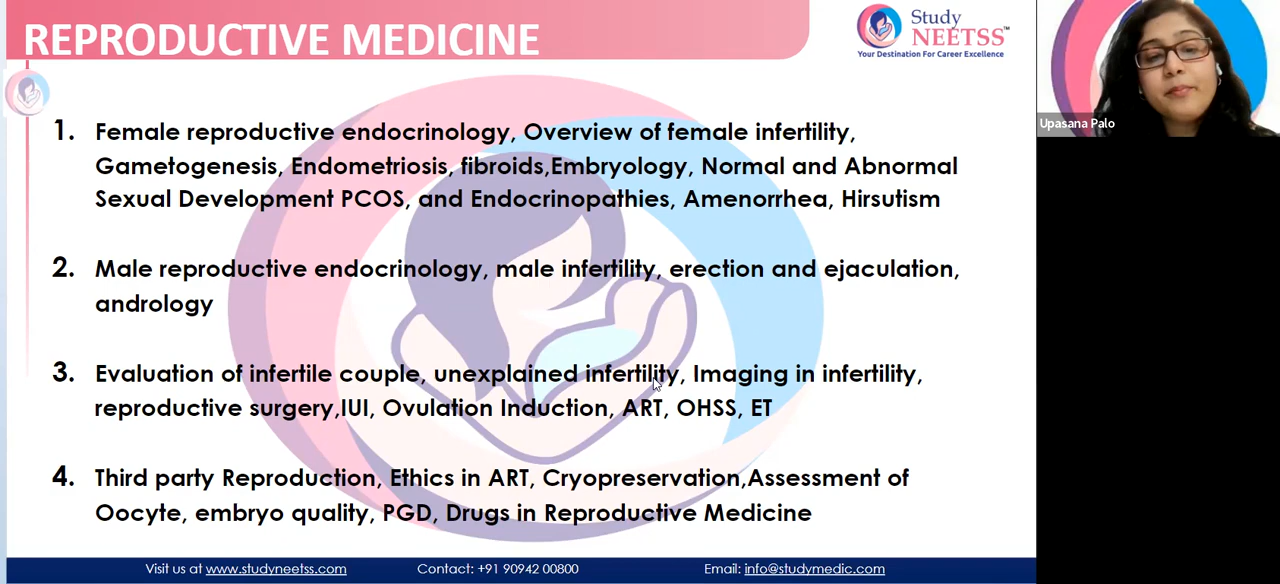 REPRODUCTIVE MEDICINE
Study
NEETSS™
Your Destination For Career Excellence
Upasana Palo
1. Female reproductive endocrinology, Overview of female infertility,
Gametogenesis, Endometriosis, fibroids,Embryology, Normal and Abnormal
Sexual Development PCOS, and Endocrinopathies, Amenorrhea, Hirsutism
2. Male reproductive endocrinology, male infertility, erection and ejaculation,
andrology
3. Evaluation of infertile couple, unexplained infertility, Imaging in infertility,
reproductive surgery,IUI, Ovulation Induction, ART, OHSS, ET
4. Third party Reproduction, Ethics in ART, Cryopreservation,Assessment of
Oocyte, embryo quality, PGD, Drugs in Reproductive Medicine
Visit us at www.studyneetss.com Contact: +91 90942 00800 Email: info@studymedic.com